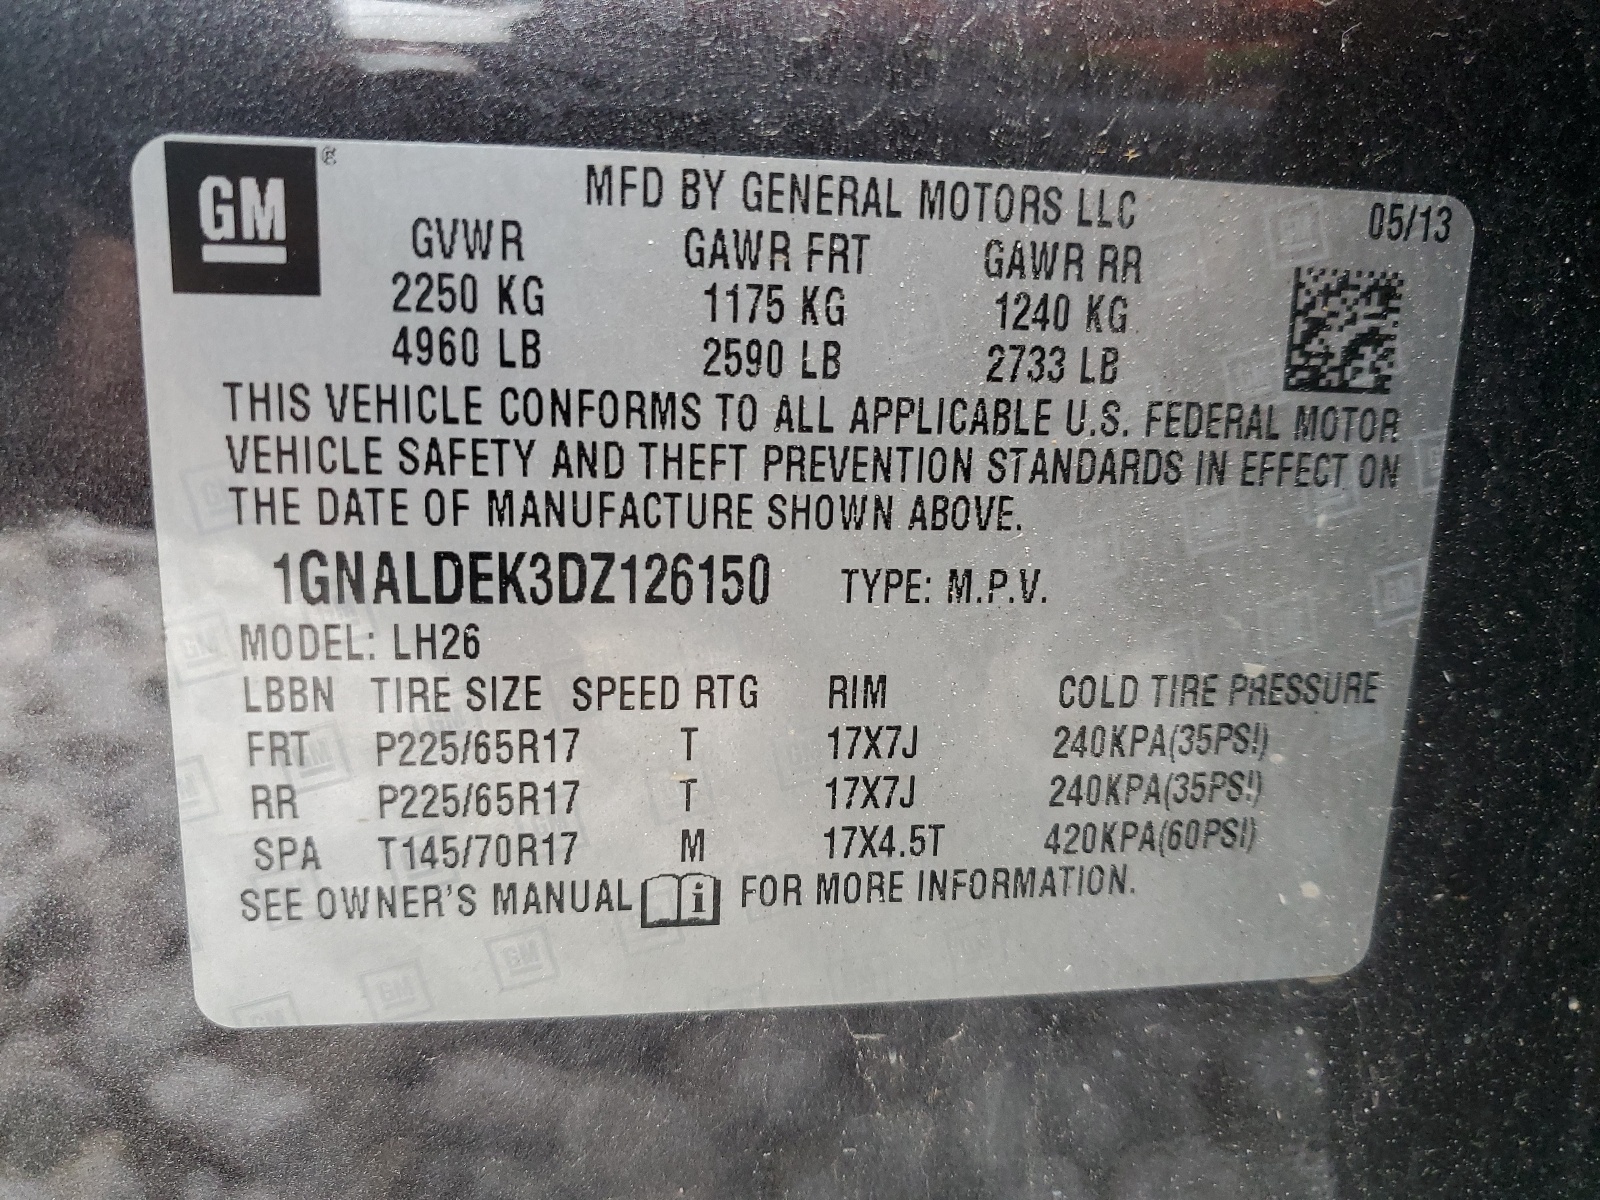 GM
MFD BY GENERAL MOTORS LLC 05/13
GVWR GAWR FRT GAWR RR
2250 KG 1175 KG 1240 KG
4960 LB 2590 LB 2733 LB
THIS VEHICLE CONFORMS TO ALL APPLICABLE U.S. FEDERAL MOTOR
VEHICLE SAFETY AND THEFT PREVENTION STANDARDS IN EFFECT ON
THE DATE OF MANUFACTURE SHOWN ABOVE.
1GNALDEK3DZ126150 TYPE: M.P.V.
MODEL: LH26
LBBN TIRE SIZE SPEED RTG RIM COLD TIRE PRESSURE
FRT P225/65R17 T 17X7J 240KPA(35PSI)
RR P225/65R17 T 17X7J 240KPA(35PSI)
SPA T145/70R17 M 17X4.5T 420KPA(60PSI)
SEE OWNER'S MANUAL i FOR MORE INFORMATION.